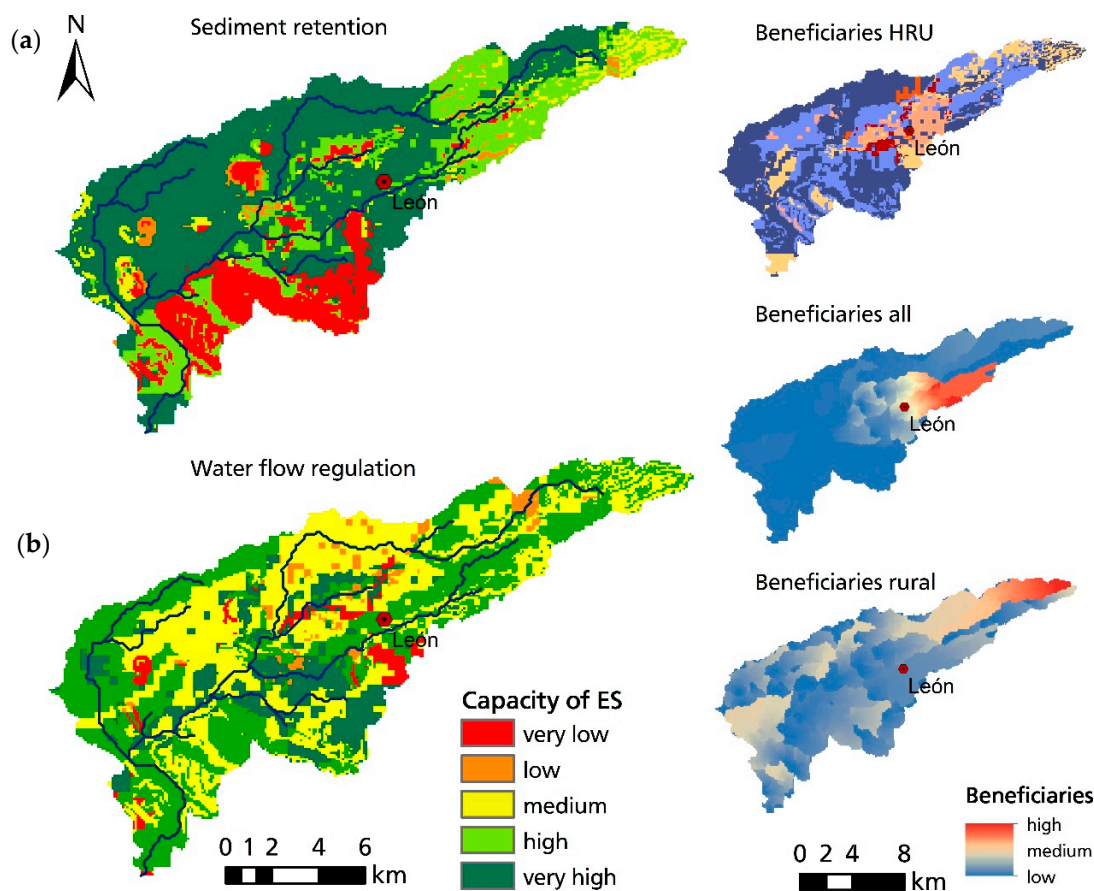 (a)
N
Sediment retention
León
Beneficiaries HRU
León
Beneficiaries all
León
(b)
Water flow regulation
León
Capacity of ES
very low
low
medium
high
very high
0 1 2 4 6
km
Beneficiaries rural
León
Beneficiaries
high
medium
low
0 2 4 8
km